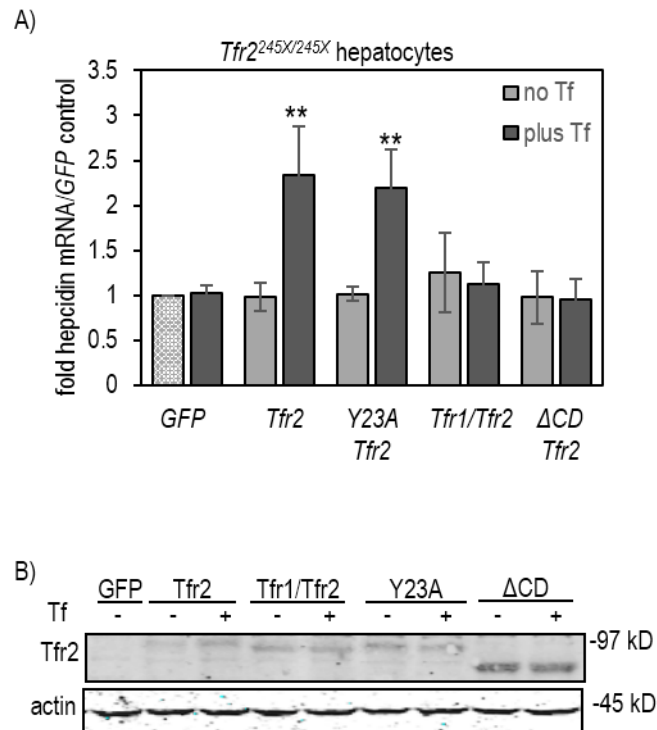 A)
Tfr2245X/245X hepatocytes
fold hepcidin mRNA/GFP control
3.5
3
2.5
2
1.5
1
0.5
0
no Tf
plus Tf
**
**
GFP
Tfr2
Y23A
Tfr2
Tfr1/Tfr2
ΔCD
Tfr2
B)
GFP Tfr2 Tfr1/Tfr2 Y23A ΔCD
Tf - - + - + - + - +
Tfr2 -97 kD
actin -45 kD